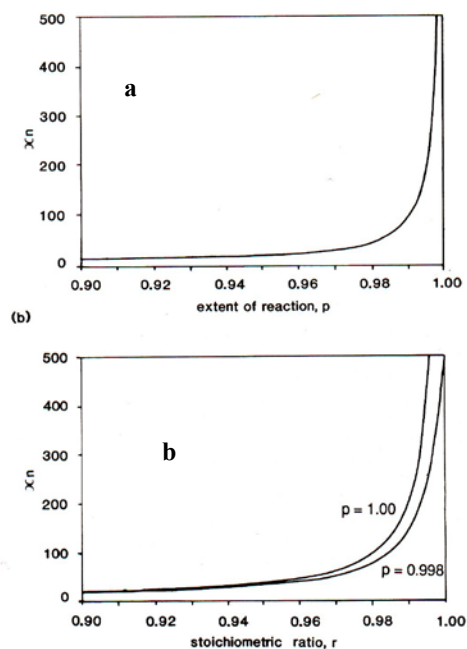 500
a
400
300
χn
200
100
0
0.90 0.92 0.94 0.96 0.98 1.00
extent of reaction, p
(b)
500
b
400
300
χn
200
p = 1.00
100
p = 0.998
0
0.90 0.92 0.94 0.96 0.98 1.00
stoichiometric ratio, r